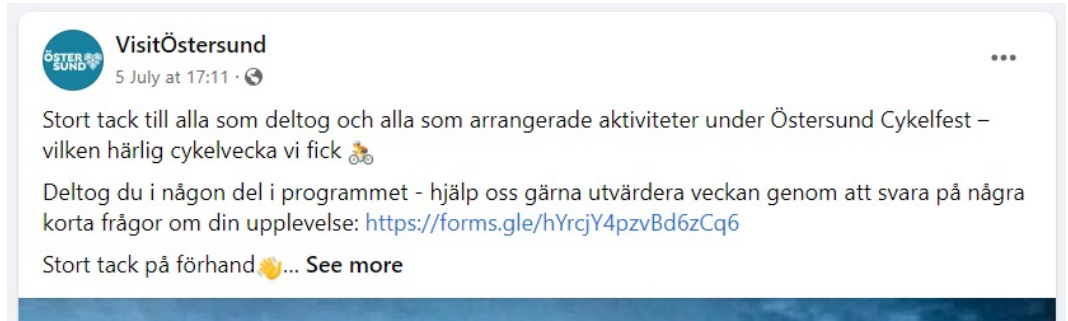 ÖSTER
SUND
VisitÖstersund
5 July at 17:11 ·
Stort tack till alla som deltog och alla som arrangerade aktiviteter under Östersund Cykelfest –
vilken härlig cykelvecka vi fick 🚴
Deltog du i någon del i programmet - hjälp oss gärna utvärdera veckan genom att svara på några
korta frågor om din upplevelse: https://forms.gle/hYrcjY4pzvBd6zCq6
Stort tack på förhand👋... See more